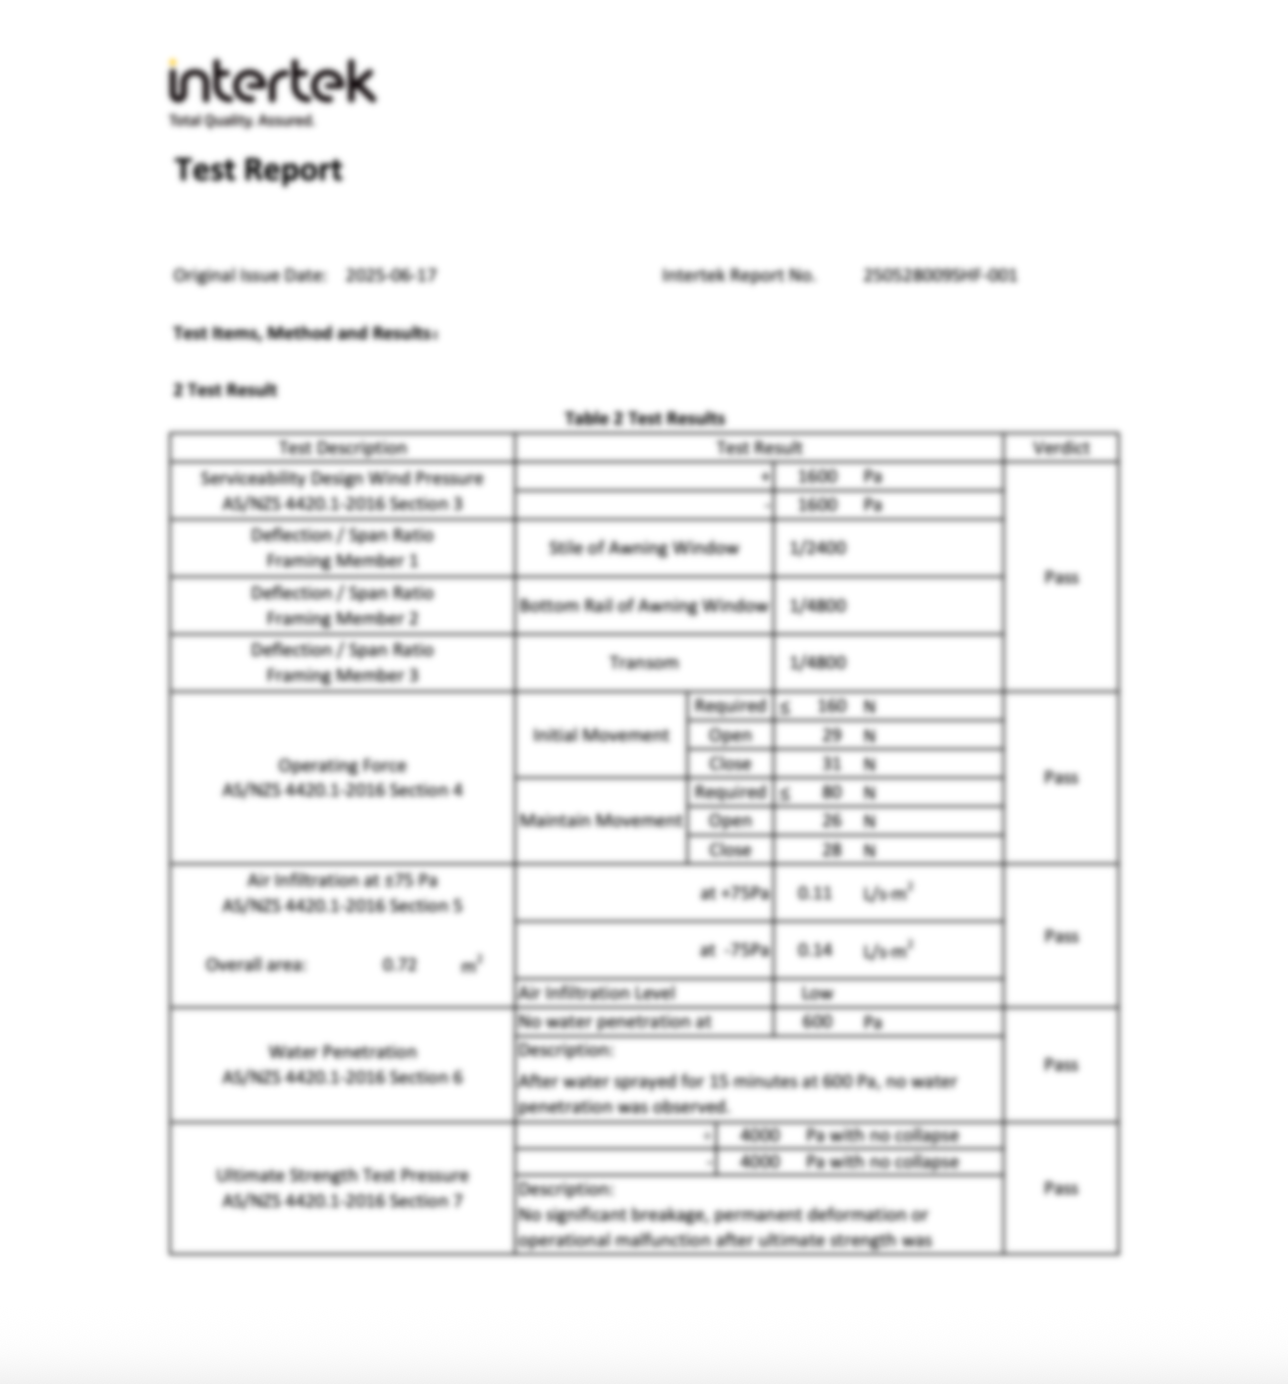 intertek
Total Quality. Assured.
Test Report
Original Issue Date: 2025-06-17 Intertek Report No. 250528009SHF-001
Test Items, Method and Results:
2 Test Result
Table 2 Test Results
Test Description Test Result Verdict
Serviceability Design Wind Pressure
AS/NZS 4420.1-2016 Section 3
+ 1600 Pa
- 1600 Pa
Deflection / Span Ratio
Framing Member 1
Stile of Awning Window 1/2400
Deflection / Span Ratio
Framing Member 2
Bottom Rail of Awning Window 1/4800
Deflection / Span Ratio
Framing Member 3
Transom 1/4800
Pass
Operating Force
AS/NZS 4420.1-2016 Section 4
Initial Movement
Required ≤ 160 N
Open 29 N
Close 31 N
Maintain Movement
Required ≤ 80 N
Open 26 N
Close 28 N
Pass
Air Infiltration at ±75 Pa
AS/NZS 4420.1-2016 Section 5
Overall area: 0.72 m²
at +75Pa 0.11 L/s·m²
at -75Pa 0.14 L/s·m²
Air Infiltration Level Low
Pass
Water Penetration
AS/NZS 4420.1-2016 Section 6
No water penetration at 600 Pa
Description:
After water sprayed for 15 minutes at 600 Pa, no water
penetration was observed.
Pass
Ultimate Strength Test Pressure
AS/NZS 4420.1-2016 Section 7
+ 4000 Pa with no collapse
- 4000 Pa with no collapse
Description:
No significant breakage, permanent deformation or
operational malfunction after ultimate strength was
Pass